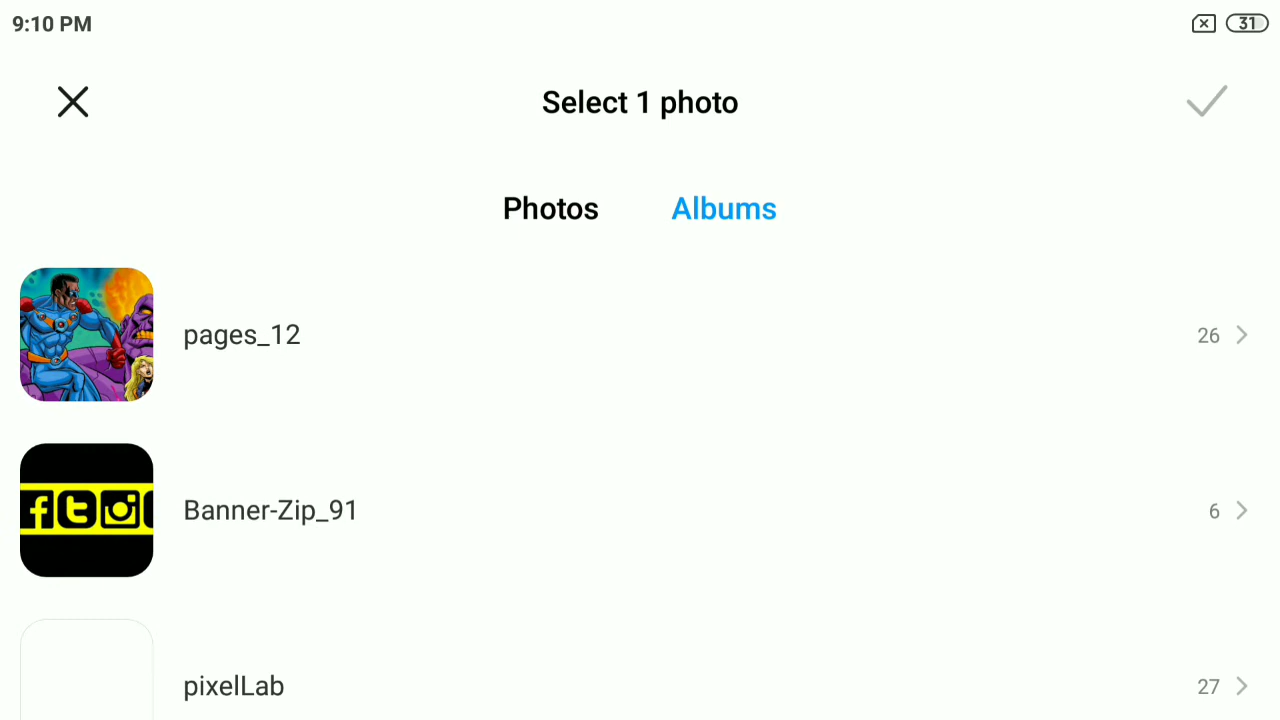 9:10 PM
31
Select 1 photo
Photos Albums
pages_12 26
Banner-Zip_91 6
pixelLab 27